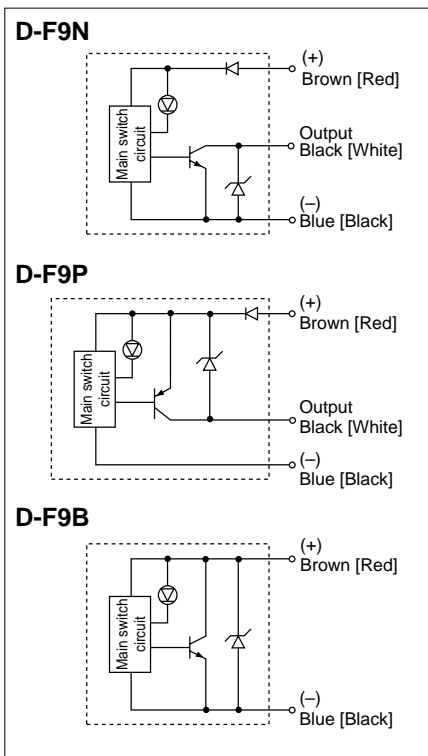 D-F9N
(+)
Brown [Red]
Main switch
circuit
Output
Black [White]
(–)
Blue [Black]
D-F9P
(+)
Brown [Red]
Main switch
circuit
Output
Black [White]
(–)
Blue [Black]
D-F9B
(+)
Brown [Red]
Main switch
circuit
(–)
Blue [Black]